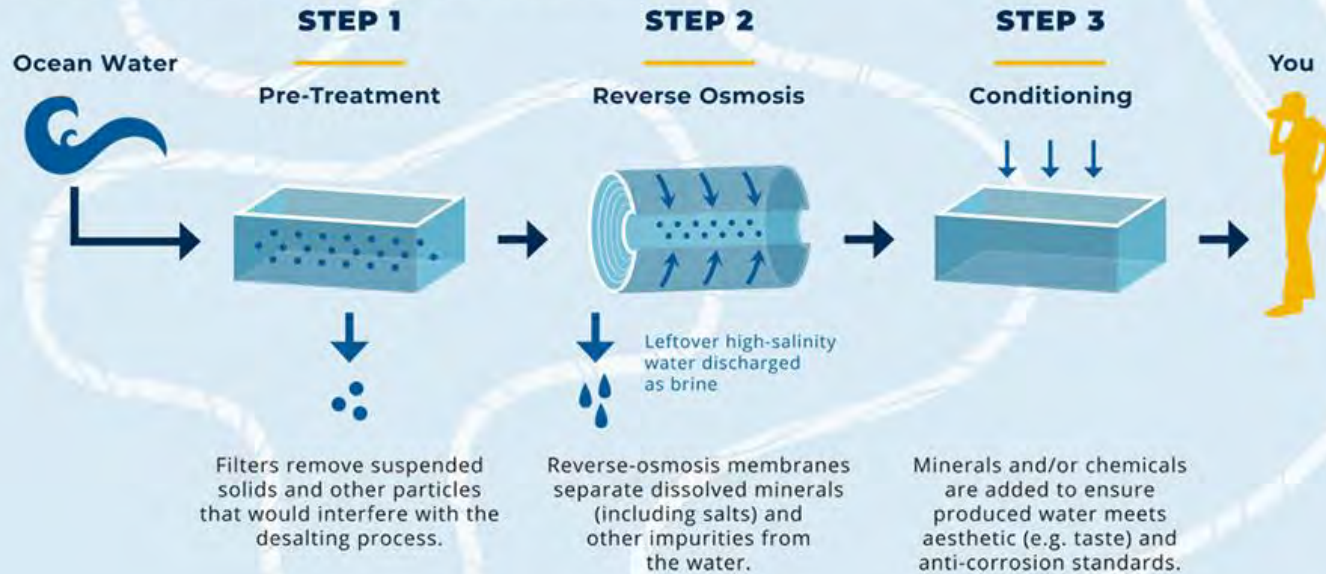 STEP 1
STEP 2
STEP 3
Ocean Water
Pre-Treatment
Reverse Osmosis
Conditioning
You
Leftover high-salinity
water discharged
as brine
Filters remove suspended
solids and other particles
that would interfere with the
desalting process.
Reverse-osmosis membranes
separate dissolved minerals
(including salts) and
other impurities from
the water.
Minerals and/or chemicals
are added to ensure
produced water meets
aesthetic (e.g. taste) and
anti-corrosion standards.